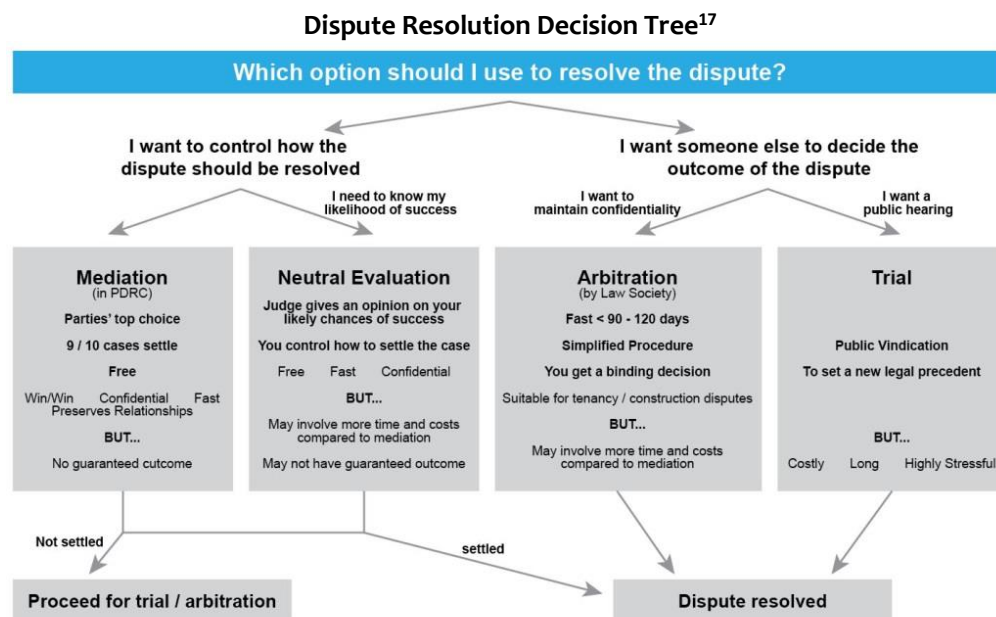 Dispute Resolution Decision Tree17
Which option should I use to resolve the dispute?
I want to control how the
dispute should be resolved
I want someone else to decide the
outcome of the dispute
I need to know my
likelihood of success
I want to
maintain confidentiality
I want a
public hearing
Mediation
(in PDRC)
Parties' top choice
9 / 10 cases settle
Free
Win/Win Confidential Fast
Preserves Relationships
BUT...
No guaranteed outcome
Neutral Evaluation
Judge gives an opinion on your
likely chances of success
You control how to settle the case
Free Fast Confidential
BUT...
May involve more time and costs
compared to mediation
May not have guaranteed outcome
Arbitration
(by Law Society)
Fast < 90 - 120 days
Simplified Procedure
You get a binding decision
Suitable for tenancy / construction disputes
BUT...
May involve more time and costs
compared to mediation
Trial
Public Vindication
To set a new legal precedent
BUT...
Costly Long Highly Stressful
Not settled
settled
Proceed for trial / arbitration
Dispute resolved